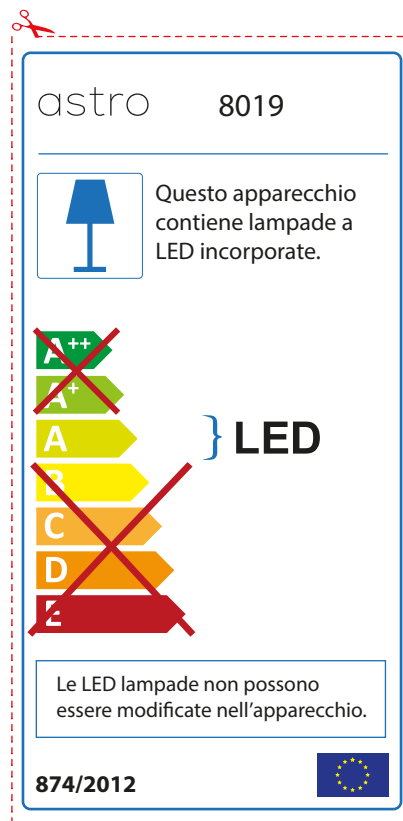 astro 8019
Questo apparecchio
contiene lampade a
LED incorporate.
A++
A+
A
LED
B
C
D
E
Le LED lampade non possono
essere modificate nell'apparecchio.
874/2012